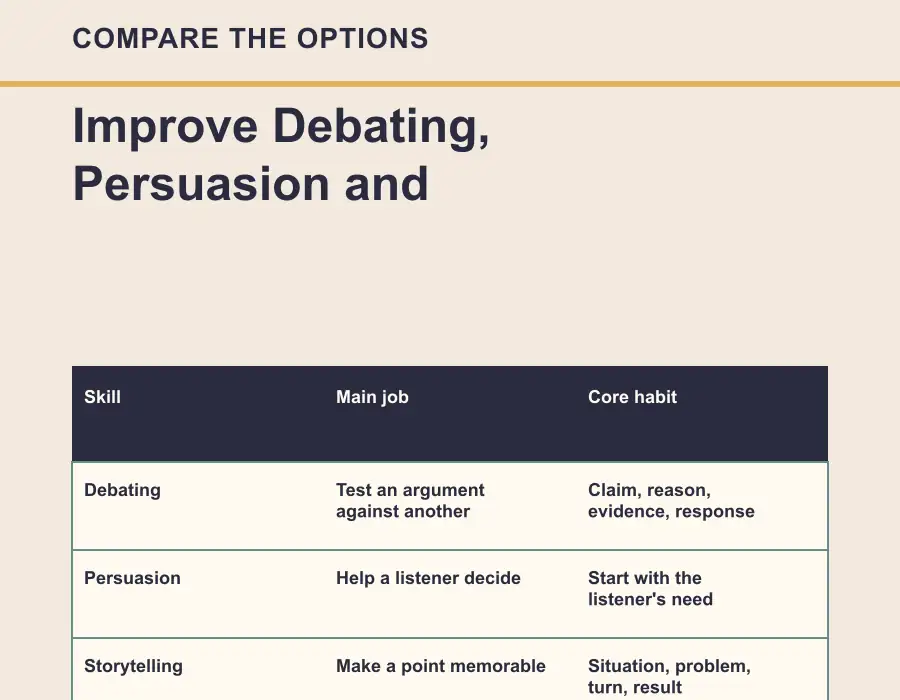 COMPARE THE OPTIONS
Improve Debating,
Persuasion and
Skill
Main job
Core habit
Debating
Test an argument
against another
Claim, reason,
evidence, response
Persuasion
Help a listener decide
Start with the
listener's need
Storytelling
Make a point memorable
Situation, problem,
turn, result